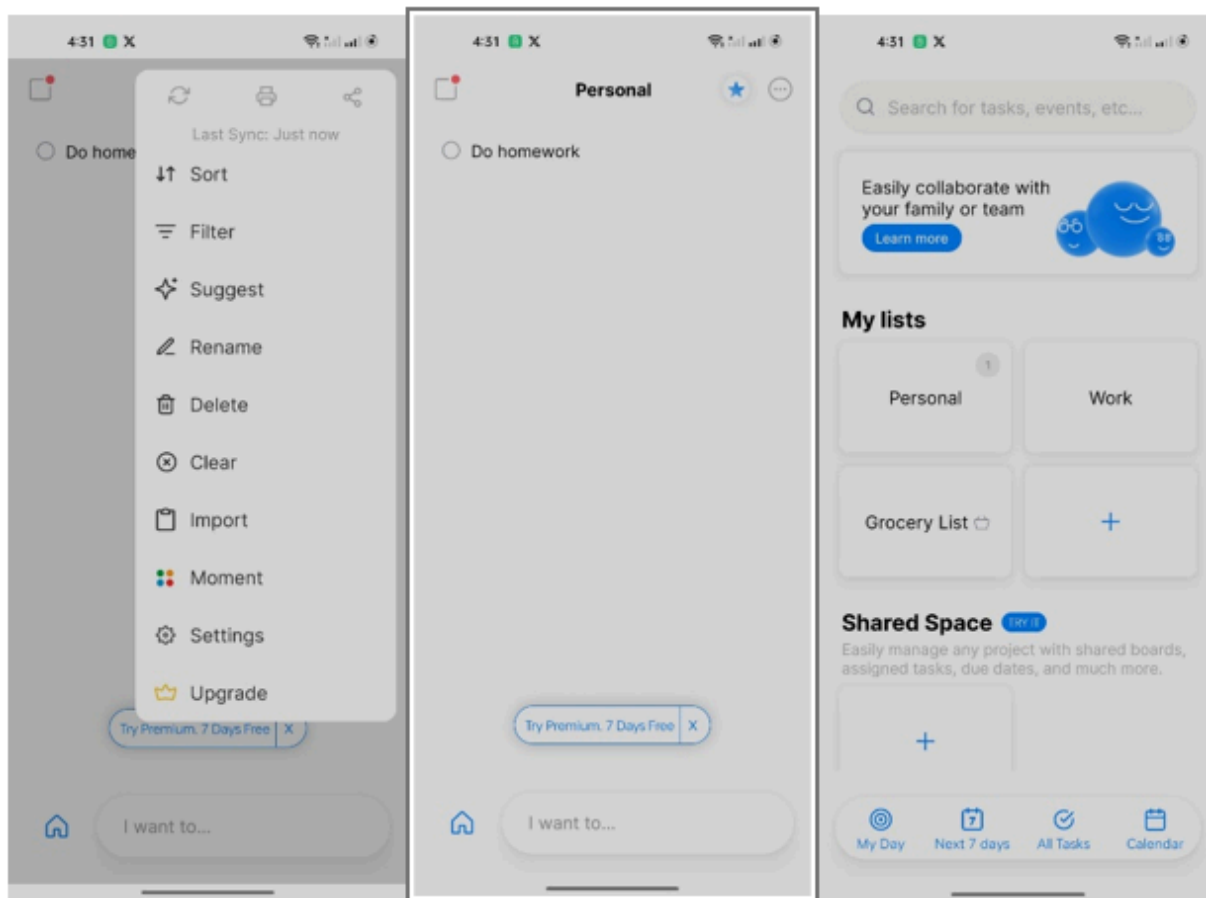 4:31 X
Last Sync: Just now
Do home
Sort
Filter
Suggest
Rename
Delete
Clear
Import
Moment
Settings
Upgrade
Try Premium. 7 Days Free X
I want to...
4:31 X
Personal
Do homework
Try Premium. 7 Days Free X
I want to...
4:31 X
Search for tasks, events, etc...
Easily collaborate with
your family or team
Learn more
My lists
1
Personal
Work
Grocery List
Shared Space TRY IT
Easily manage any project with shared boards,
assigned tasks, due dates, and much more.
7
My Day Next 7 days All Tasks Calendar